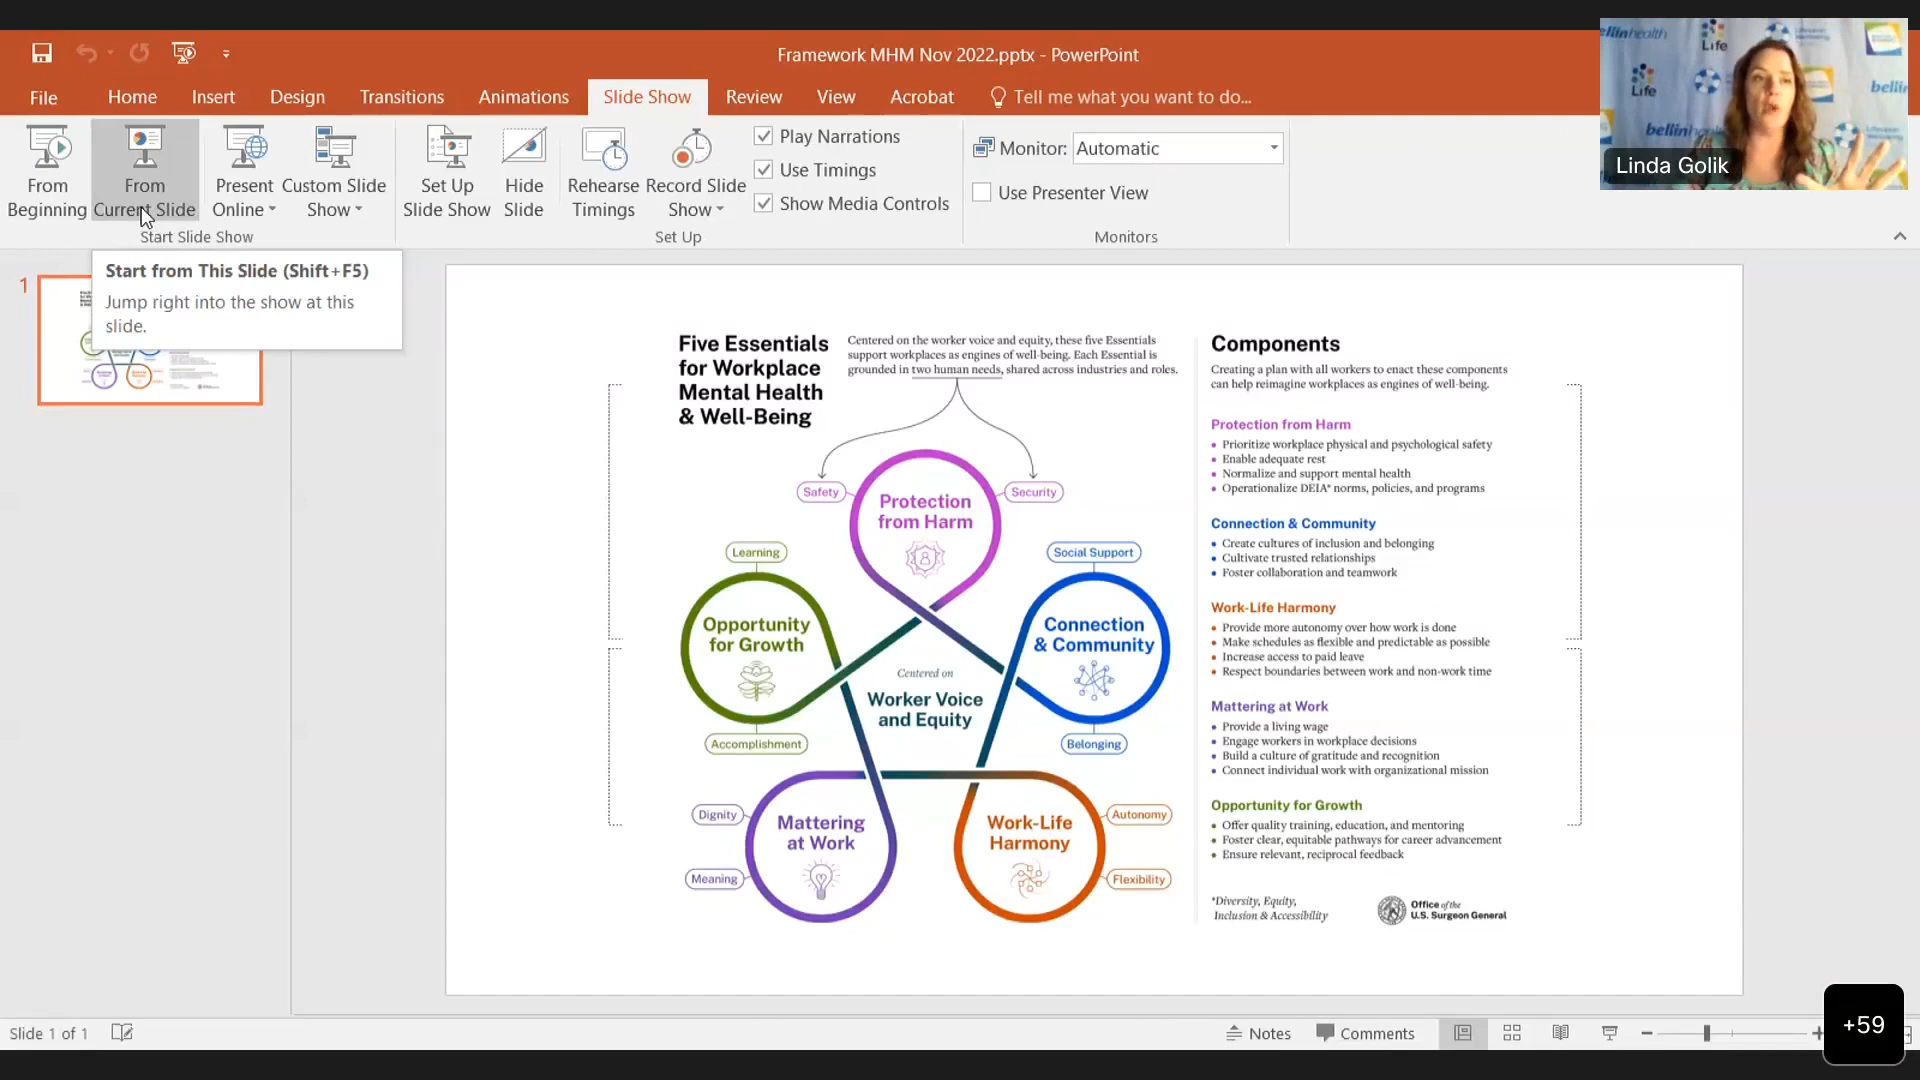 Framework MHM Nov 2022.pptx - PowerPoint
File
Home
Insert
Design
Transitions
Animations
Slide Show
Review
View
Acrobat
Tell me what you want to do...
From
Beginning
From
Current Slide
Present
Online
Custom Slide
Show
Start Slide Show
Set Up
Slide Show
Hide
Slide
Rehearse
Timings
Record Slide
Show
Play Narrations
Use Timings
Show Media Controls
Set Up
Monitor:
Automatic
Use Presenter View
Monitors
Life
Life
bellin
Linda Golik
Start from This Slide (Shift+F5)
Jump right into the show at this
slide.
1
Five Essentials
for Workplace
Mental Health
& Well-Being
Centered on the worker voice and equity, these five Essentials
support workplaces as engines of well-being. Each Essential is
grounded in two human needs, shared across industries and roles.
Safety
Security
Protection
from Harm
Learning
Opportunity
for Growth
Accomplishment
Social Support
Connection
& Community
Belonging
Centered on
Worker Voice
and Equity
Dignity
Meaning
Mattering
at Work
Work-Life
Harmony
Autonomy
Flexibility
Components
Creating a plan with all workers to enact these components
can help reimagine workplaces as engines of well-being.
Protection from Harm
• Prioritize workplace physical and psychological safety
• Enable adequate rest
• Normalize and support mental health
• Operationalize DEIA* norms, policies, and programs
Connection & Community
• Create cultures of inclusion and belonging
• Cultivate trusted relationships
• Foster collaboration and teamwork
Work-Life Harmony
• Provide more autonomy over how work is done
• Make schedules as flexible and predictable as possible
• Increase access to paid leave
• Respect boundaries between work and non-work time
Mattering at Work
• Provide a living wage
• Engage workers in workplace decisions
• Build a culture of gratitude and recognition
• Connect individual work with organizational mission
Opportunity for Growth
• Offer quality training, education, and mentoring
• Foster clear, equitable pathways for career advancement
• Ensure relevant, reciprocal feedback
*Diversity, Equity,
Inclusion & Accessibility
Office of the
U.S. Surgeon General
Slide 1 of 1
Notes
Comments
+59